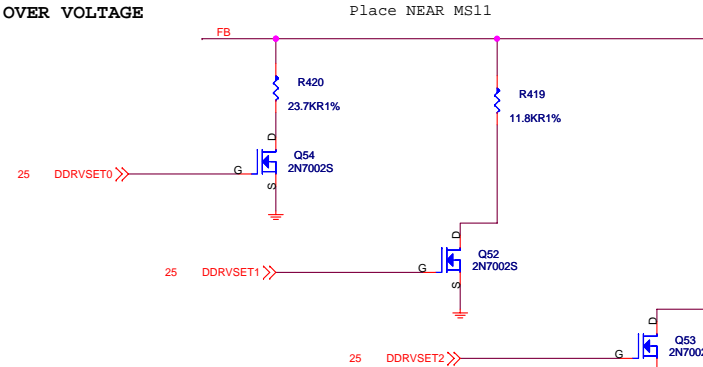 OVER VOLTAGE
Place NEAR MS11
FB
R420
23.7KR1%
R419
11.8KR1%
D
Q54
2N7002S
G
S
25 DDRVSET0
D
Q52
2N7002S
G
S
25 DDRVSET1
D
Q53
2N7002
G
25 DDRVSET2